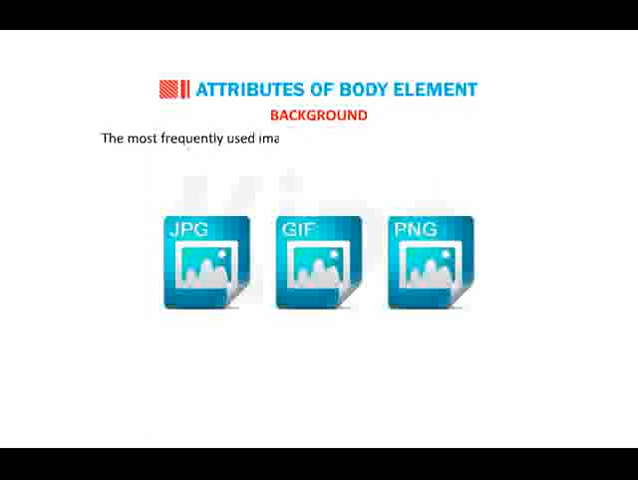 ATTRIBUTES OF BODY ELEMENT
BACKGROUND
The most frequently used ima
JPG GIF PNG